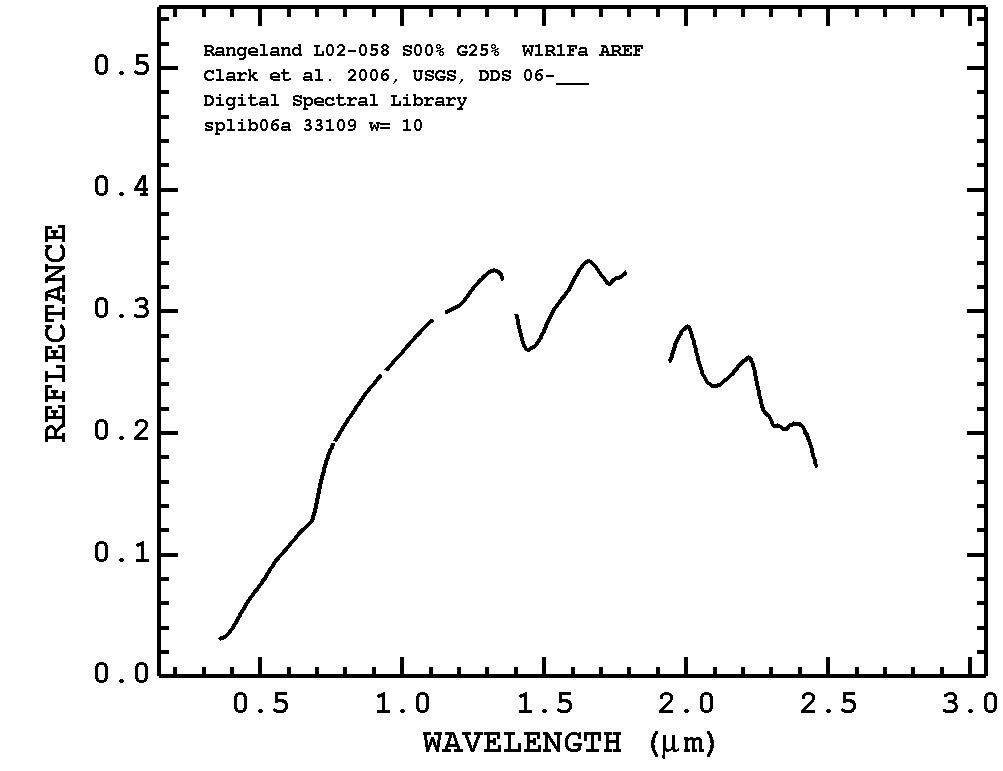 Rangeland L02-058 S00% G25%  W1R1Fa AREF
Clark et al. 2006, USGS, DDS 06-___
Digital Spectral Library
splib06a 33109 w= 10
0.5
0.4
0.3
0.2
0.1
0.0
REFLECTANCE
0.5 1.0 1.5 2.0 2.5 3.0
WAVELENGTH (μm)